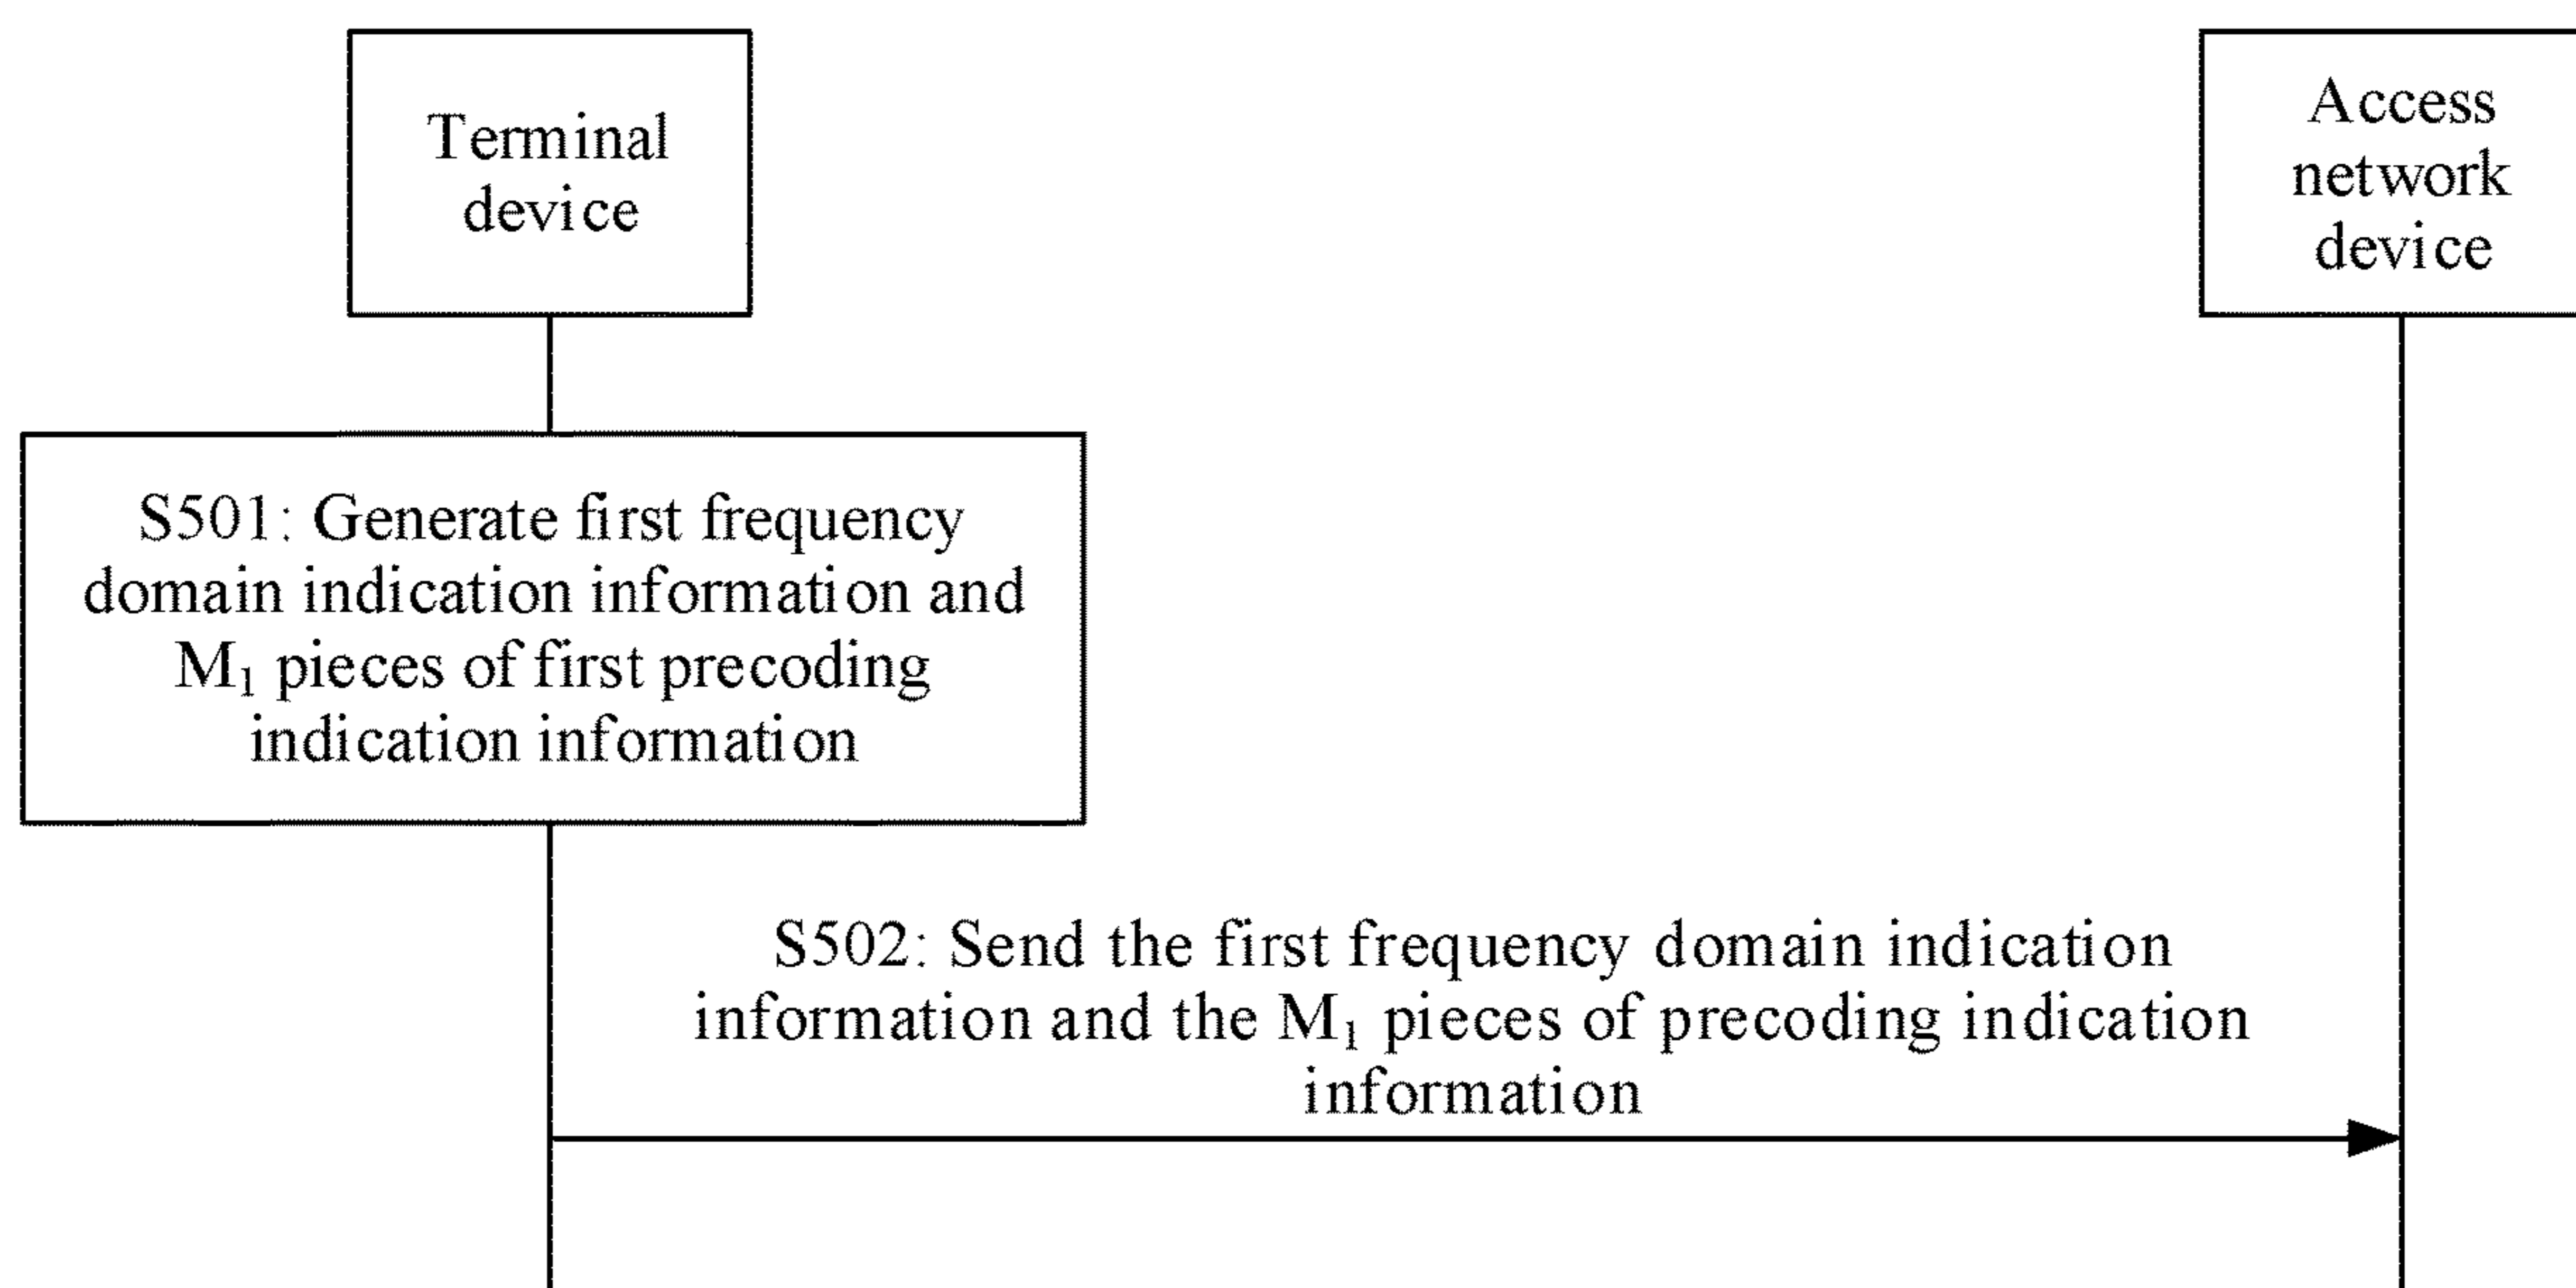 Terminal
device
Access
network
device
S501: Generate first frequency
domain indication information and
M₁ pieces of first precoding
indication information
S502: Send the first frequency domain indication
information and the M₁ pieces of precoding indication
information